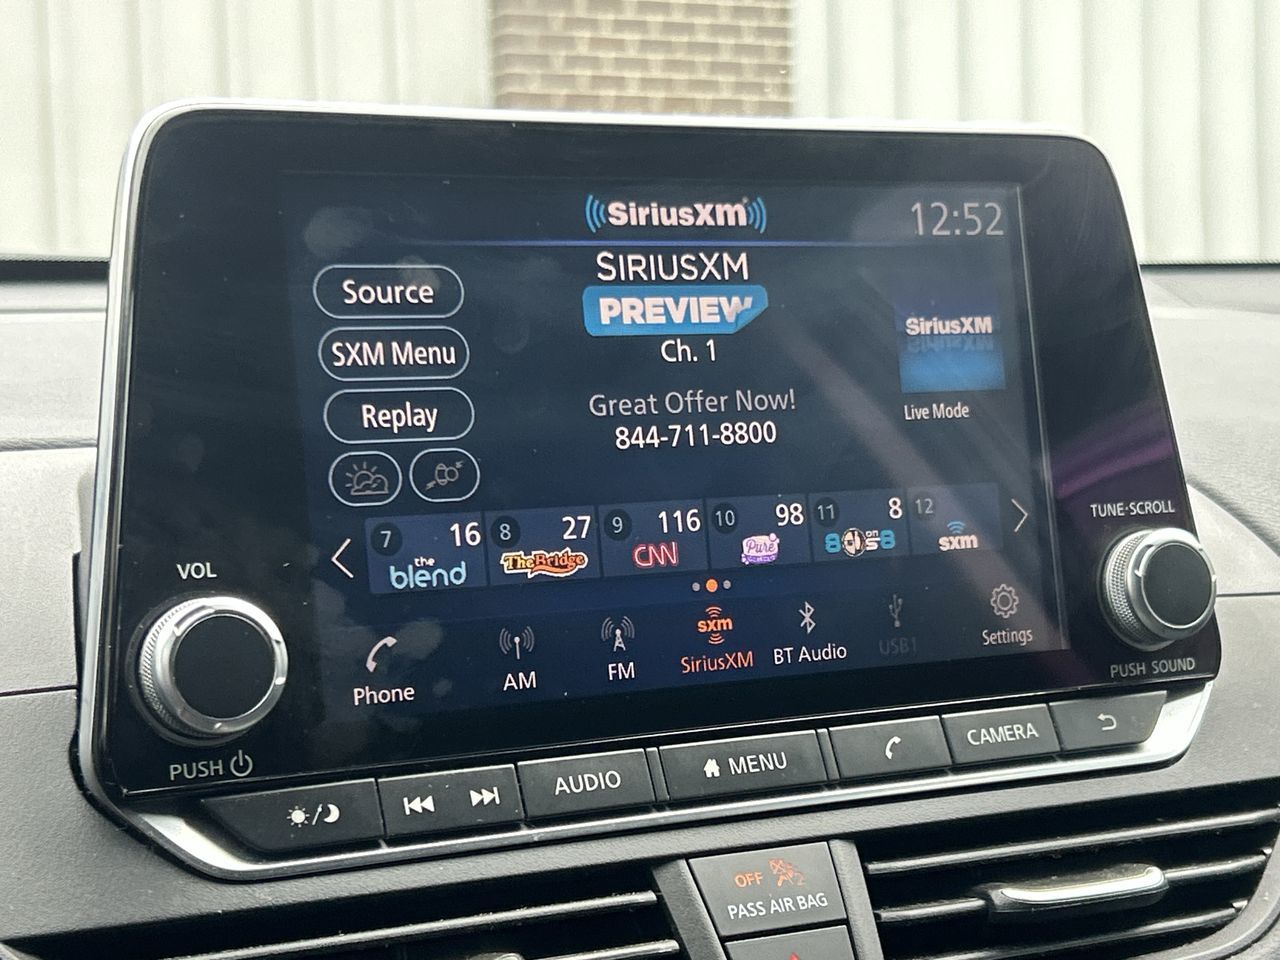 SiriusXM
12:52
SIRIUSXM
PREVIEW
Ch. 1
Great Offer Now!
844-711-8800
Source
SXM Menu
Replay
SiriusXM
Live Mode
7 16 the blend
8 27 The Bridge
9 116 CNN
10 98 Pure
11 8 80s on 8
12 sxm
Phone
AM
FM
sxm
SiriusXM
BT Audio
USB1
Settings
VOL
PUSH
TUNE·SCROLL
PUSH SOUND
AUDIO
MENU
CAMERA
OFF 2
PASS AIR BAG